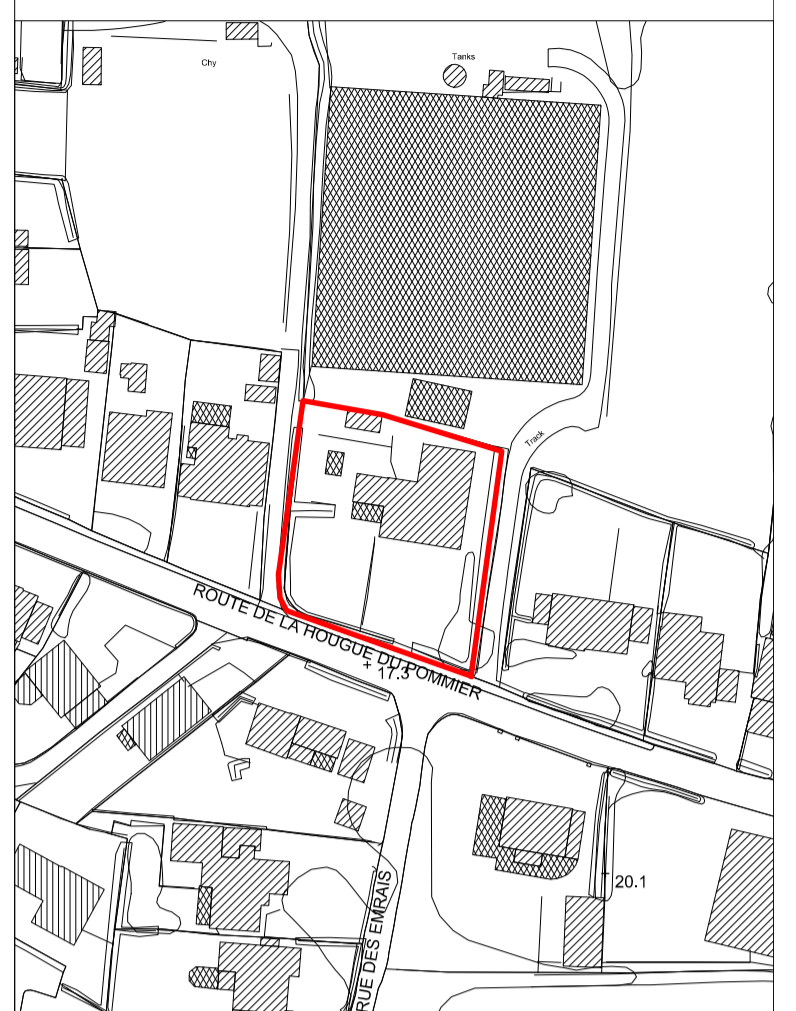 Tanks
Chy
Track
ROUTE DE LA HOUGUE DU POMMIER
+ 17.3
20.1
RUE DES EMRAIS